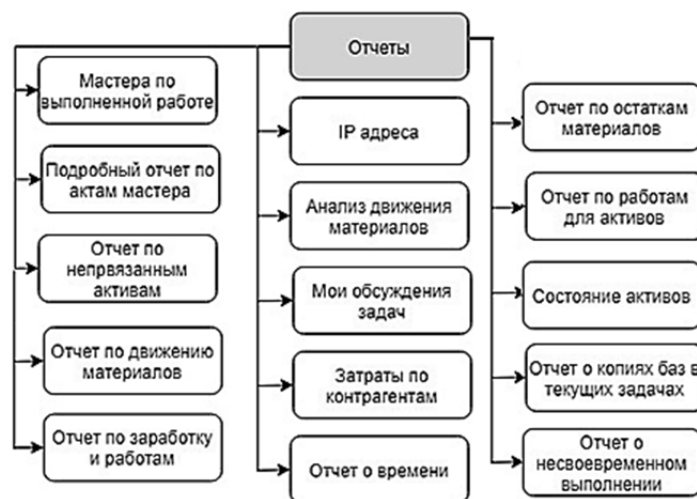 Отчеты
Мастера по
выполненной работе
Подробный отчет по
актам мастера
Отчет по
непрвязанным
активам
Отчет по движению
материалов
Отчет по заработку
и работам
IP адреса
Анализ движения
материалов
Мои обсуждения
задач
Затраты по
контрагентам
Отчет о времени
Отчет по остаткам
материалов
Отчет по работам
для активов
Состояние активов
Отчет о копиях баз в
текущих задачах
Отчет о
несвоевременном
выполнении